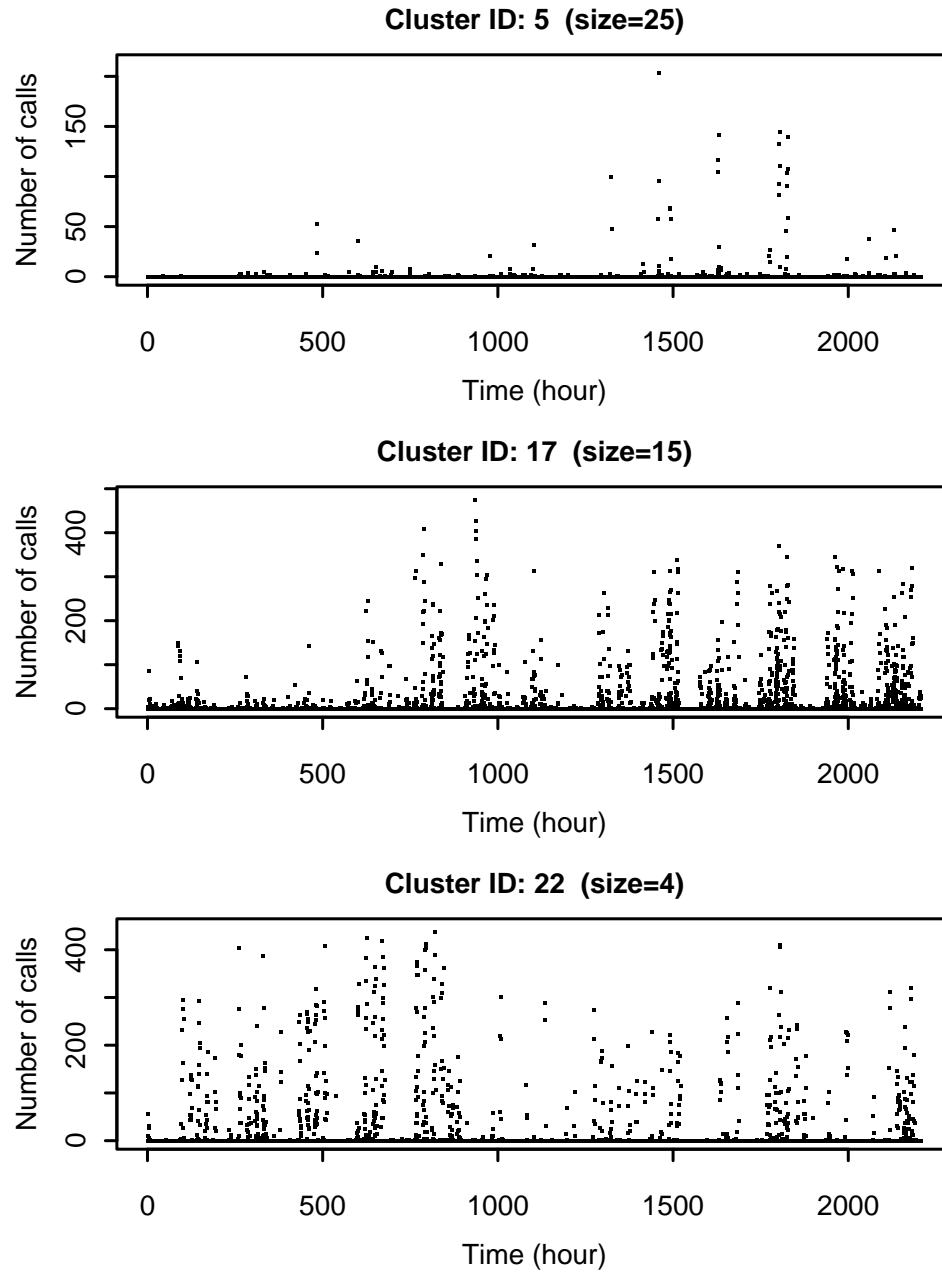 Cluster ID: 5 (size=25)
Number of calls
0 50 150
0 500 1000 1500 2000
Time (hour)
Cluster ID: 17 (size=15)
Number of calls
0 200 400
0 500 1000 1500 2000
Time (hour)
Cluster ID: 22 (size=4)
Number of calls
0 200 400
0 500 1000 1500 2000
Time (hour)